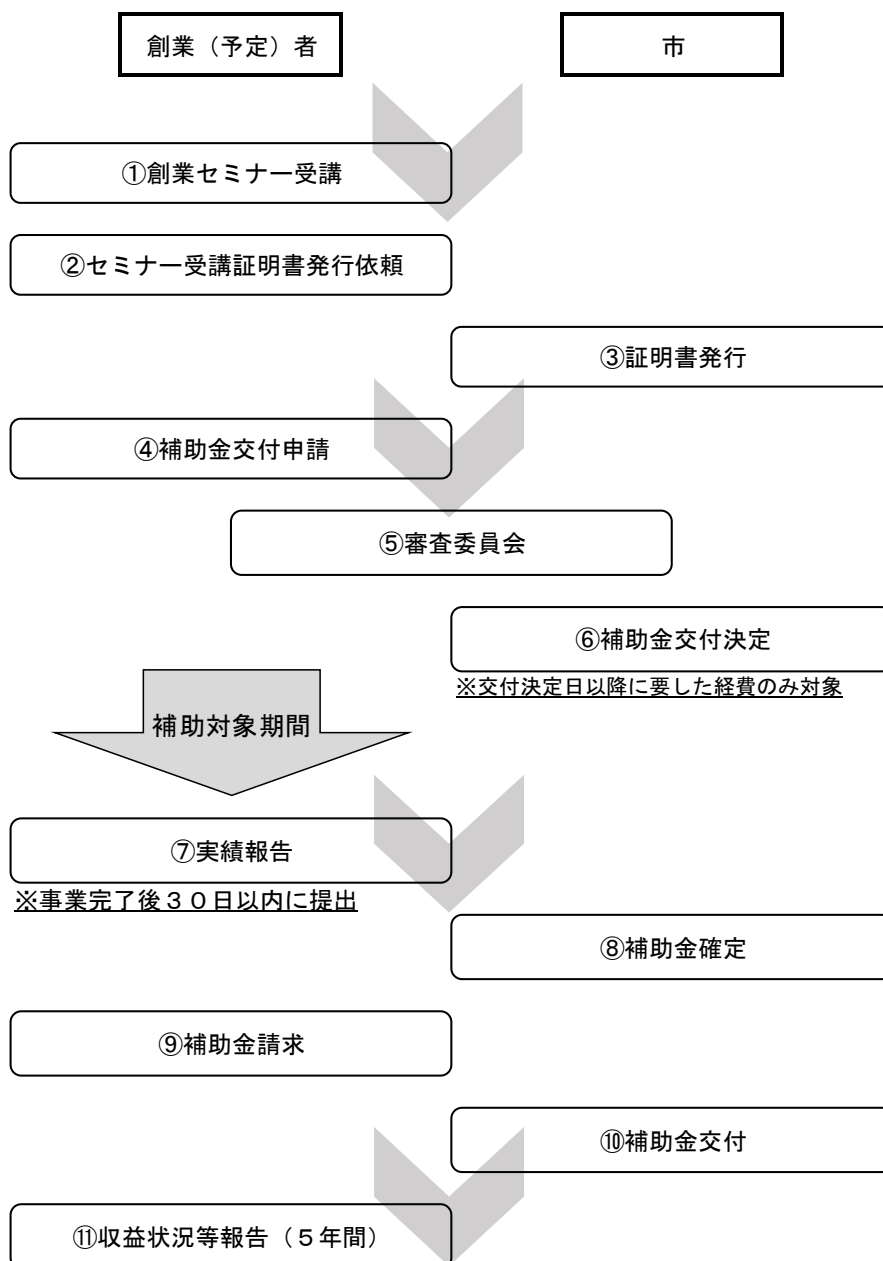 創業（予定）者
市
①創業セミナー受講
②セミナー受講証明書発行依頼
③証明書発行
④補助金交付申請
⑤審査委員会
⑥補助金交付決定
※交付決定日以降に要した経費のみ対象
補助対象期間
⑦実績報告
※事業完了後３０日以内に提出
⑧補助金確定
⑨補助金請求
⑩補助金交付
⑪収益状況等報告（５年間）